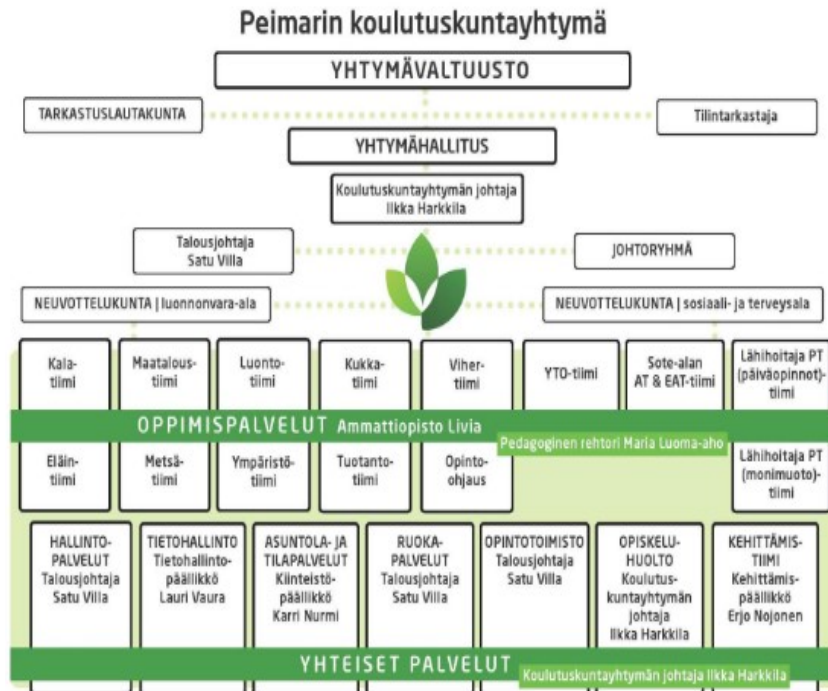 Peimarin koulutuskuntayhtymä
YHTYMÄVALTUUSTO
TARKASTUSLAUTAKUNTA
Tilintarkastaja
YHTYMÄHALLITUS
Koulutuskuntayhtymän johtaja
Ilkka Harkkila
Talousjohtaja
Satu Villa
JOHTORYHMÄ
NEUVOTTELUKUNTA | luonnonvara-ala
NEUVOTTELUKUNTA | sosiaali- ja terveysala
Kala-
tiimi
Maatalous-
tiimi
Luonto-
tiimi
Kukka-
tiimi
Viher-
tiimi
YTO-tiimi
Sote-alan
AT & EAT-tiimi
Lähihoitaja PT
(päiväopinnot)-
tiimi
OPPIMISPALVELUT Ammattiopisto Livia
Pedagoginen rehtori Maria Luoma-aho
Eläin-
tiimi
Metsä-
tiimi
Ympäristö-
tiimi
Tuotanto-
tiimi
Opinto-
ohjaus
Lähihoitaja PT
(monimuoto)-
tiimi
HALLINTO-
PALVELUT
Talousjohtaja
Satu Villa
TIETOHALLINTO
Tietohallinto-
päällikkö
Lauri Vaura
ASUNTOLA- JA
TILAPALVELUT
Kiinteistö-
päällikkö
Karri Nurmi
RUOKA-
PALVELUT
Talousjohtaja
Satu Villa
OPINTOTOIMISTO
Talousjohtaja
Satu Villa
OPISKELU-
HUOLTO
Koulutus-
kuntayhtymän
johtaja
Ilkka Harkkila
KEHITTÄMIS-
TIIMI
Kehittämis-
päällikkö
Erjo Nojonen
YHTEISET PALVELUT
Koulutuskuntayhtymän johtaja Ilkka Harkkila